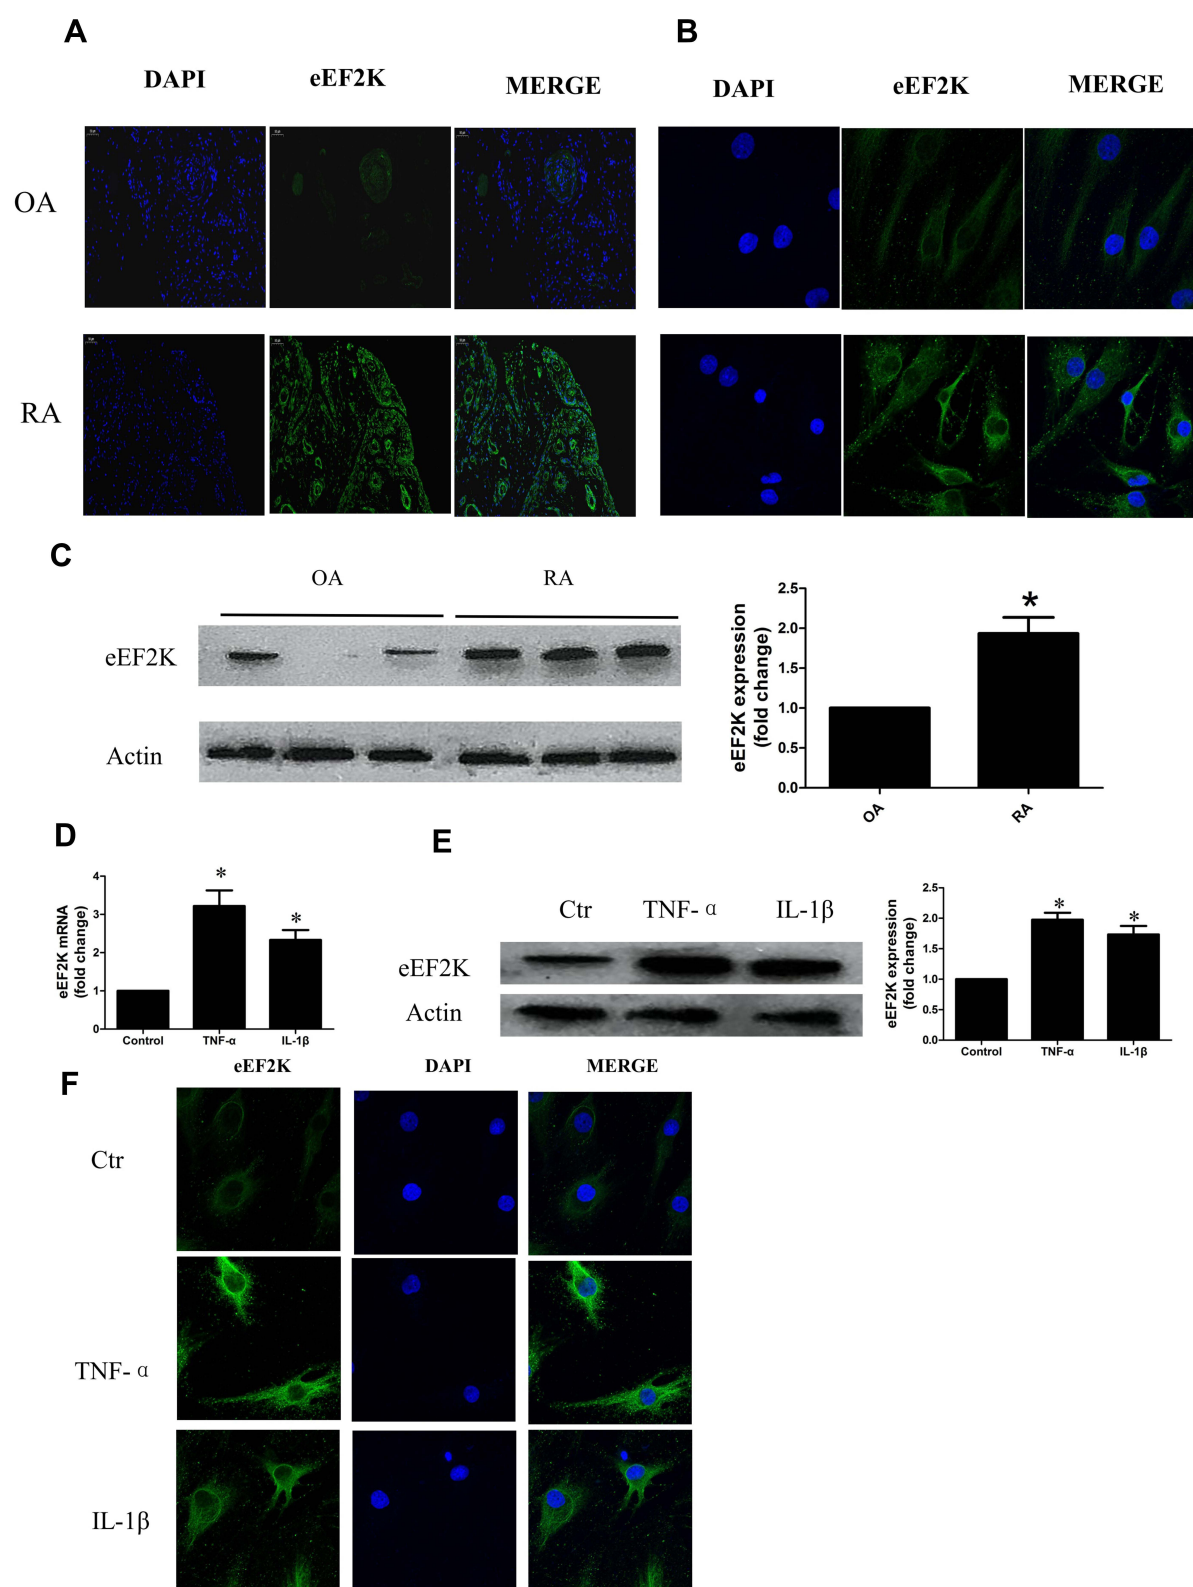 A
B
DAPI eEF2K MERGE
DAPI eEF2K MERGE
OA
RA
C
OA RA
eEF2K
Actin
eEF2K expression
(fold change)
2.5
2.0
1.5
1.0
0.5
0.0
*
OA RA
D
eEF2K mRNA
(fold change)
4
3
2
1
0
* *
Control TNF-α IL-1β
E
Ctr TNF-α IL-1β
eEF2K
Actin
eEF2K expression
(fold change)
2.5
2.0
1.5
1.0
0.5
0.0
* *
Control TNF-α IL-1β
F
eEF2K DAPI MERGE
Ctr
TNF-α
IL-1β